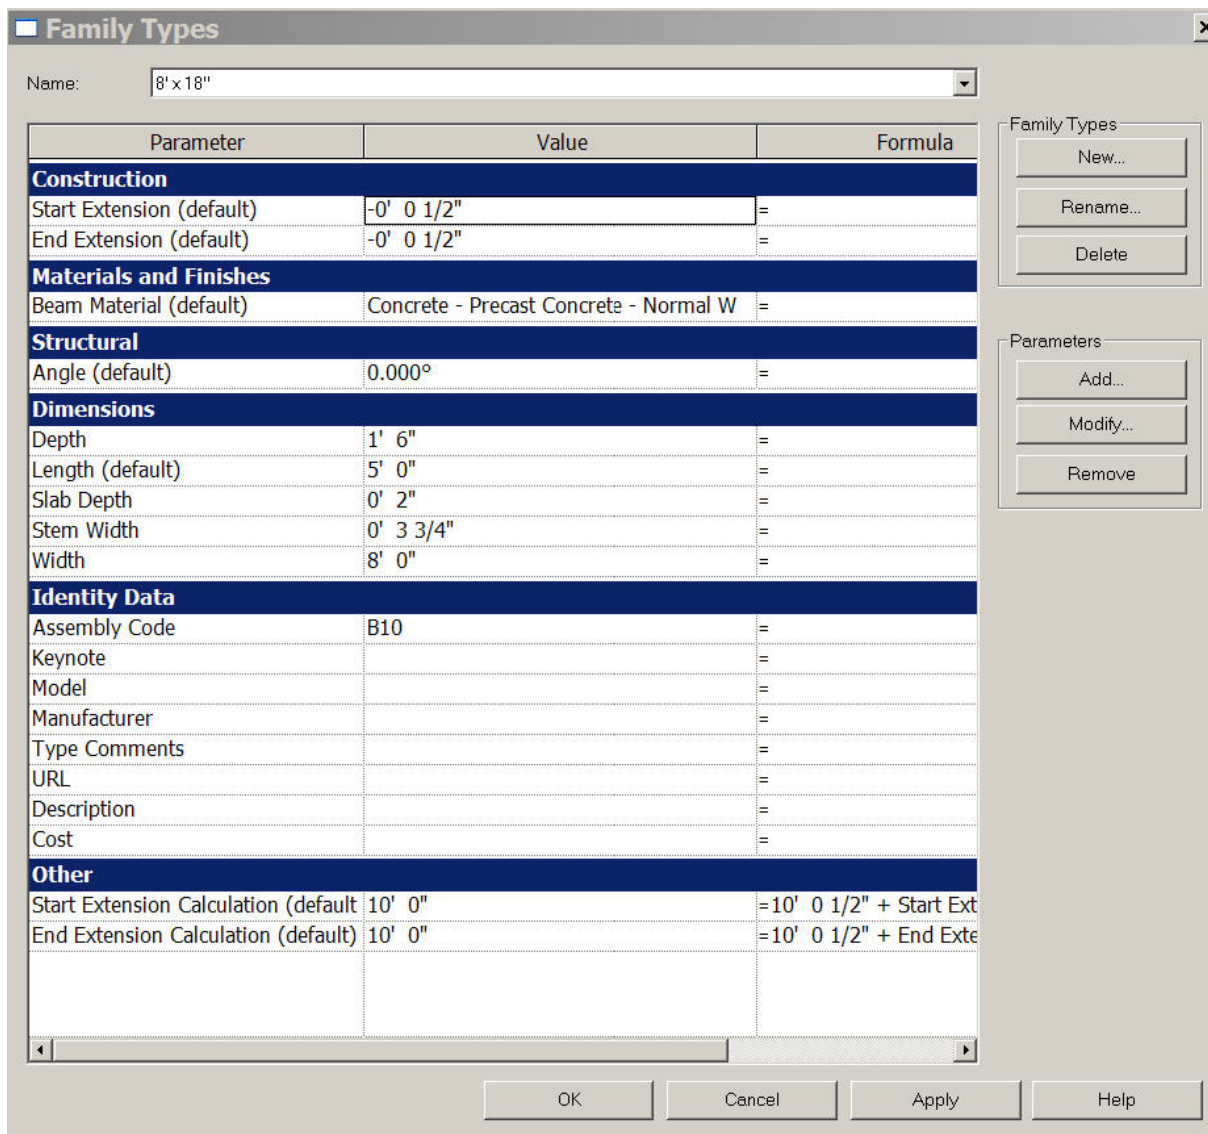 Family Types
Name: 8' x 18"
Parameter Value Formula
Construction
Start Extension (default) -0' 0 1/2" =
End Extension (default) -0' 0 1/2" =
Materials and Finishes
Beam Material (default) Concrete - Precast Concrete - Normal W =
Structural
Angle (default) 0.000° =
Dimensions
Depth 1' 6" =
Length (default) 5' 0" =
Slab Depth 0' 2" =
Stem Width 0' 3 3/4" =
Width 8' 0" =
Identity Data
Assembly Code B10 =
Keynote =
Model =
Manufacturer =
Type Comments =
URL =
Description =
Cost =
Other
Start Extension Calculation (default 10' 0" =10' 0 1/2" + Start Ext
End Extension Calculation (default) 10' 0" =10' 0 1/2" + End Exte
Family Types
New...
Rename...
Delete
Parameters
Add...
Modify...
Remove
OK Cancel Apply Help